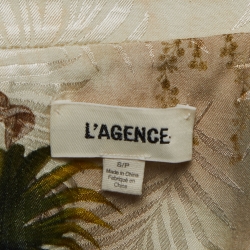 L'AGENCE
S/P
Made in China
Fabriqué en
Chine